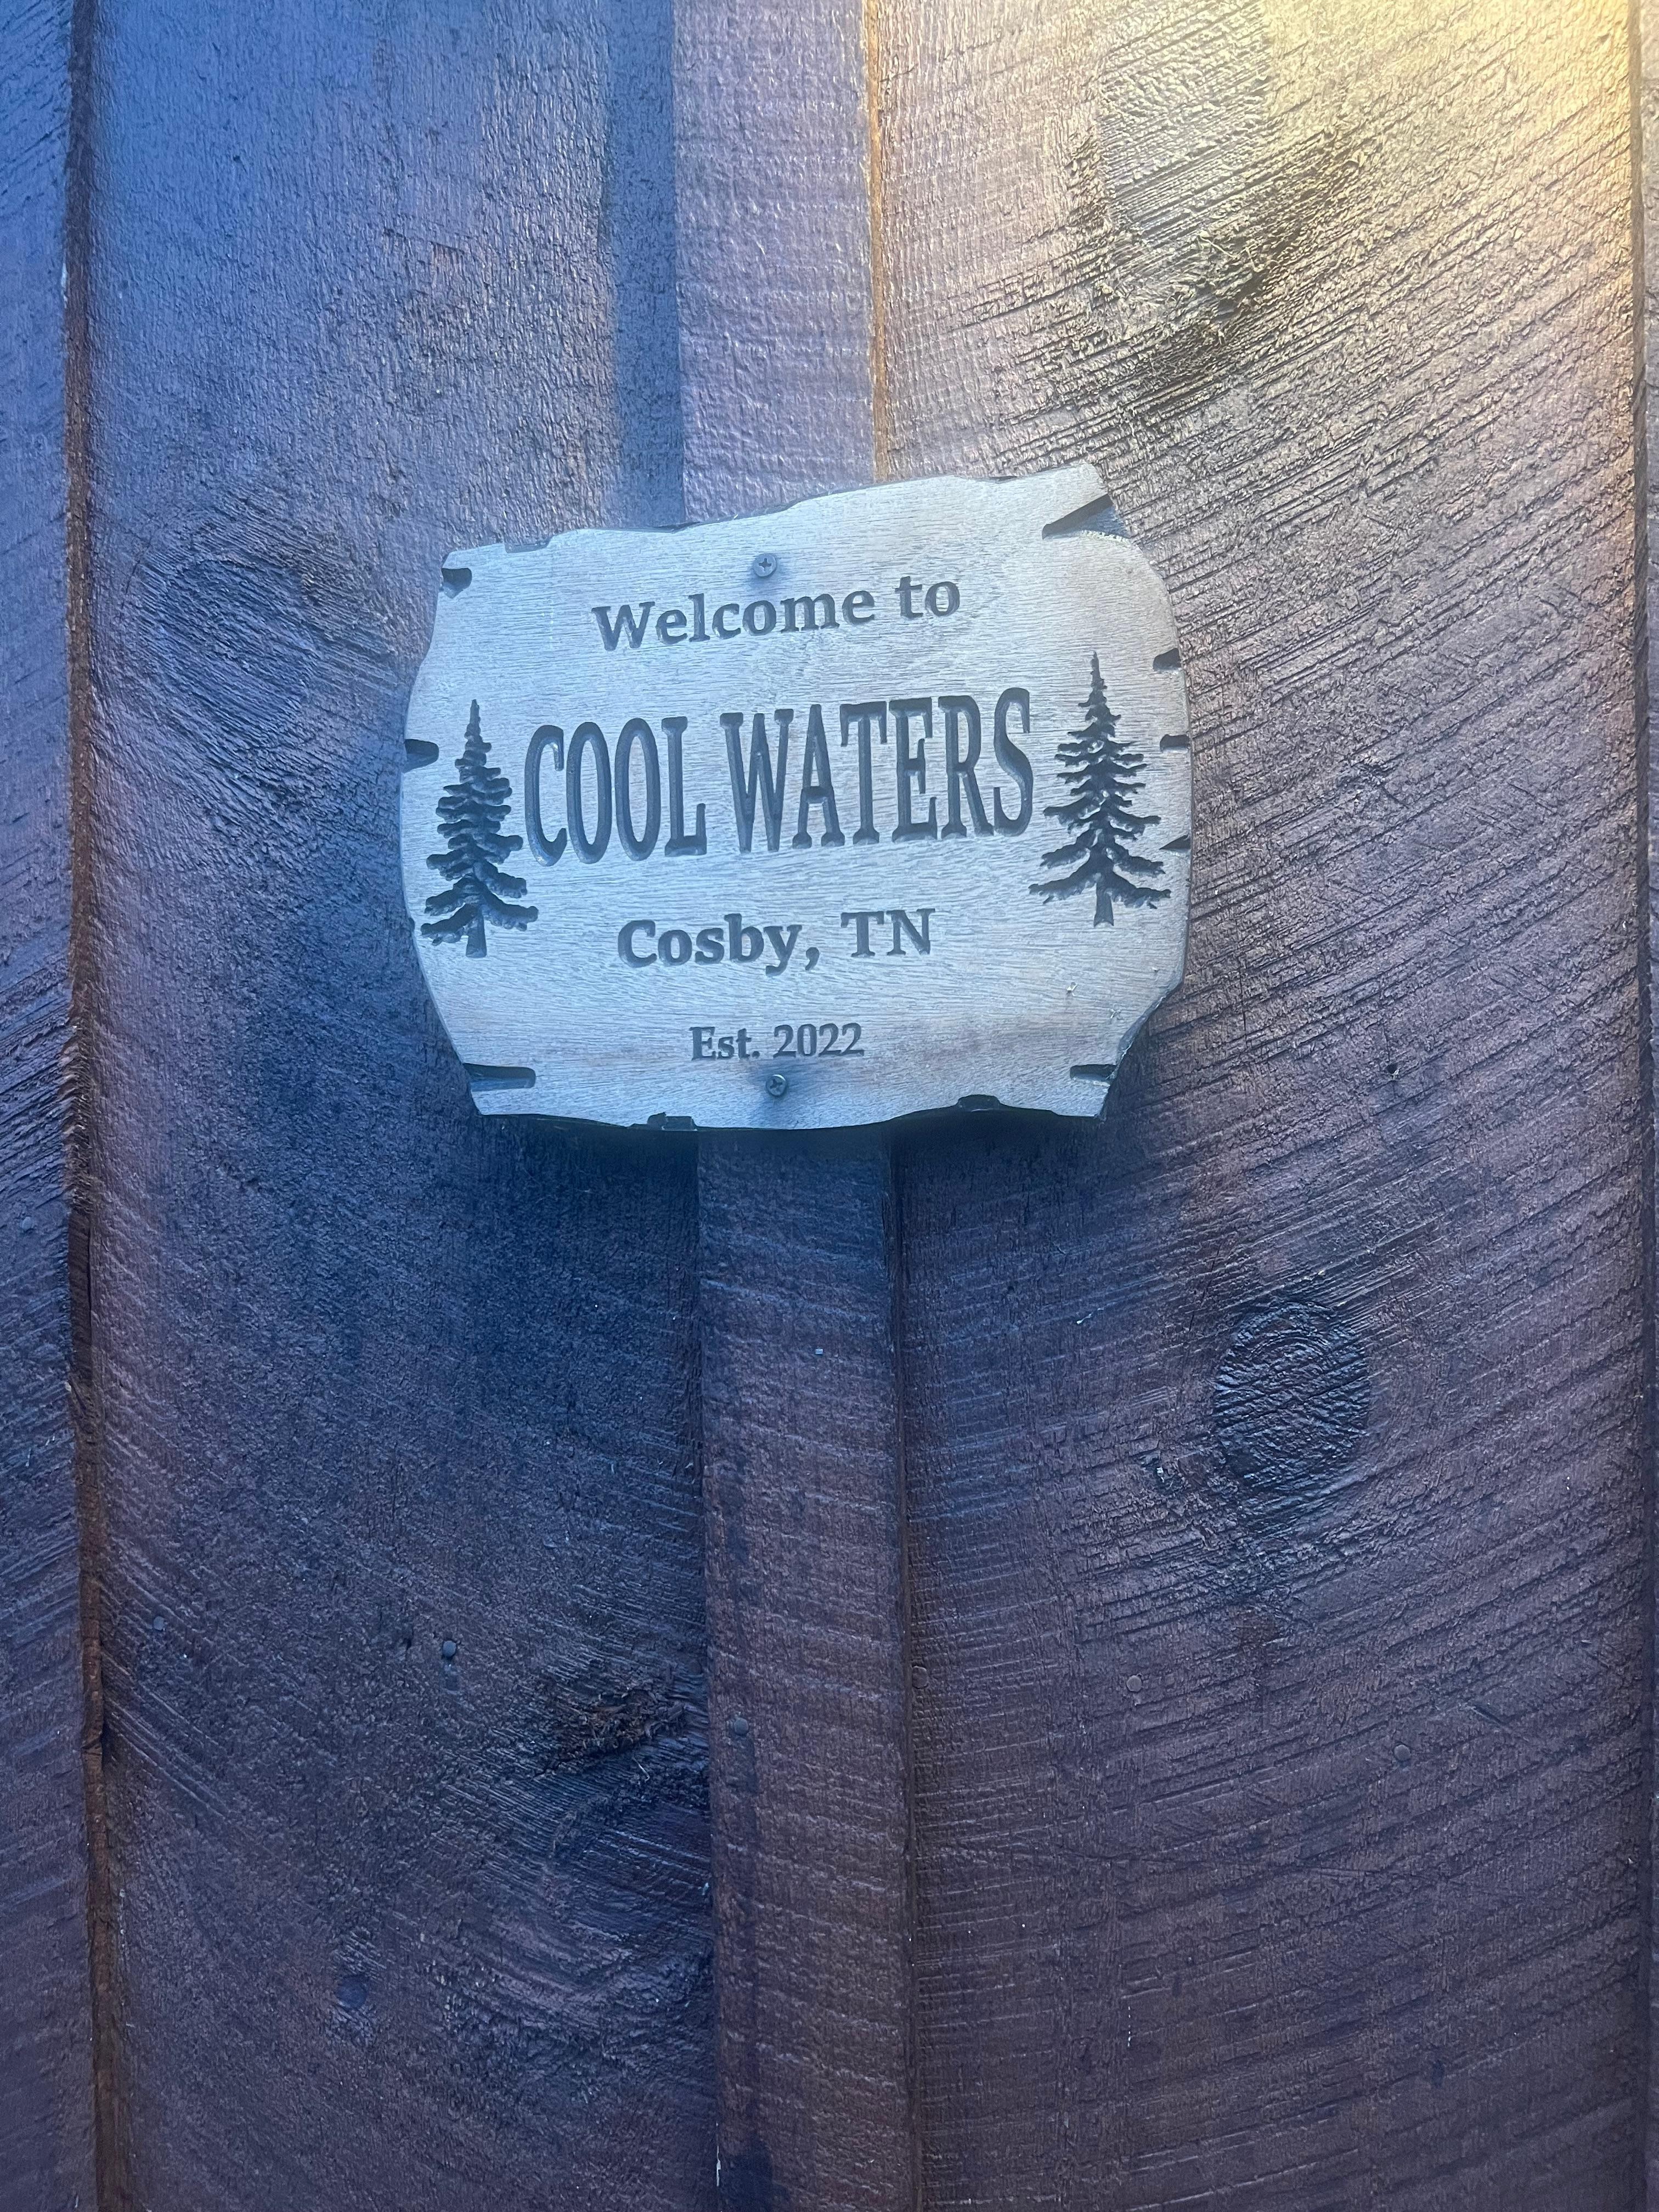 Welcome to
COOL WATERS
Cosby, TN
Est. 2022